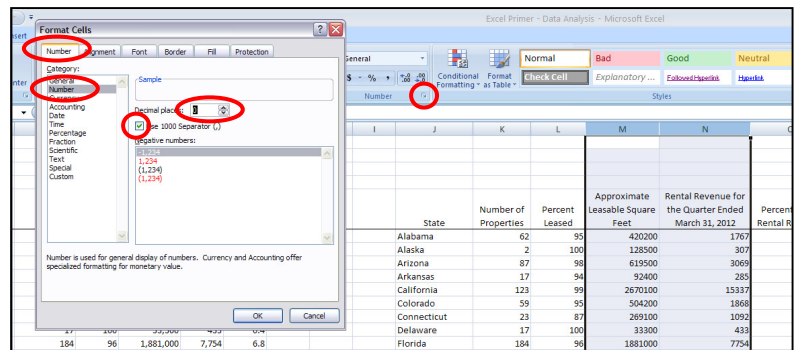 Excel Primer - Data Analysis - Microsoft Excel
Format Cells
Number Alignment Font Border Fill Protection
Category:
General
Number
Currency
Accounting
Date
Time
Percentage
Fraction
Scientific
Text
Special
Custom
Sample
Decimal places: 0
Use 1000 Separator (,)
Negative numbers:
-1,234
1,234
(1,234)
(1,234)
Number is used for general display of numbers. Currency and Accounting offer
specialized formatting for monetary value.
OK Cancel
General
$ % , .00
Number
Conditional Formatting
Format as Table
Normal Bad Good Neutral
Check Cell Explanatory ... Followed Hyperlink Hyperlink
Styles
I J K L M N
State Number of Properties Percent Leased Approximate Leasable Square Feet Rental Revenue for the Quarter Ended March 31, 2012 Percent Rental R
Alabama 62 95 420200 1767
Alaska 2 100 128500 307
Arizona 87 98 619500 3069
Arkansas 17 94 92400 285
California 123 99 2670100 15337
Colorado 59 95 504200 1868
Connecticut 23 87 269100 1092
17 100 33,300 433 6.4 Delaware 17 100 33300 433
184 96 1,881,000 7,754 6.8 Florida 184 96 1881000 7754